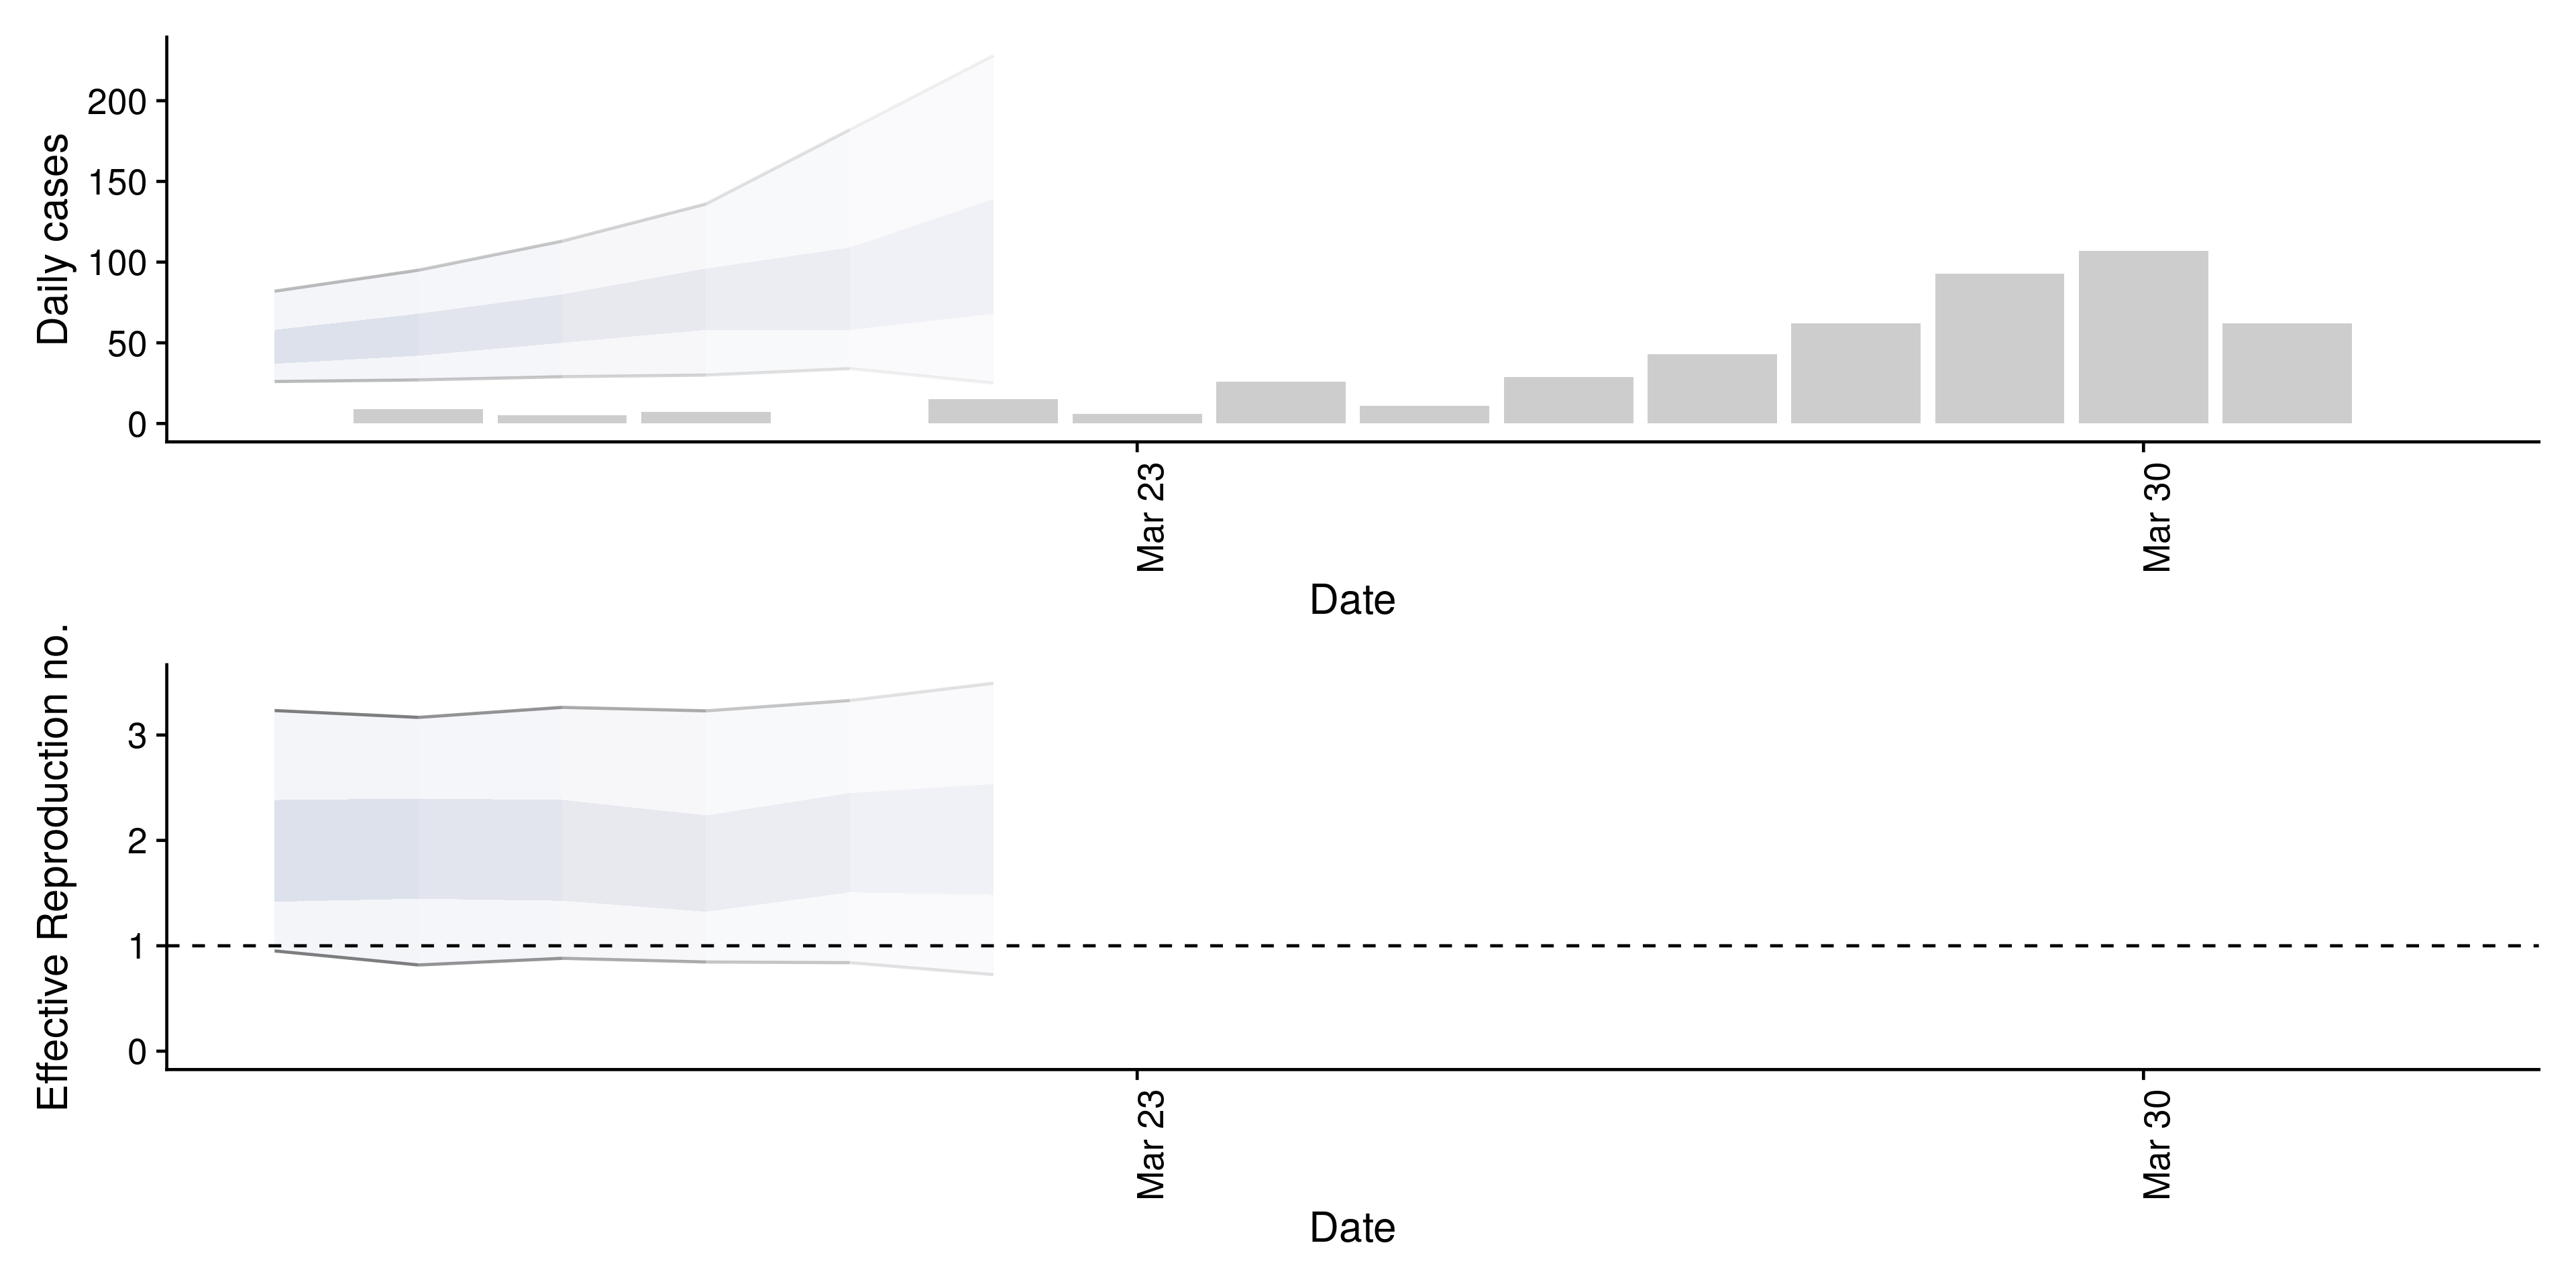 Daily cases
200
150
100
50
0
Mar 23
Mar 30
Date
Effective Reproduction no.
3
2
1
0
Mar 23
Mar 30
Date